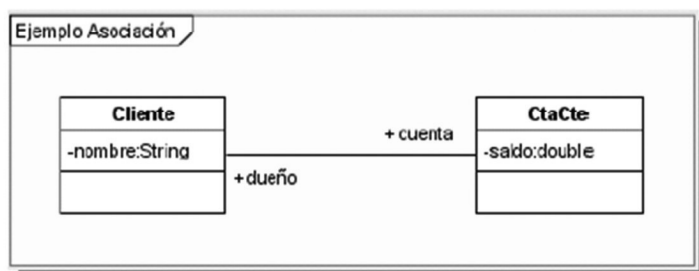 Ejemplo Asociación
Cliente
-nombre:String
+dueño
+ cuenta
CtaCte
-saldo:double